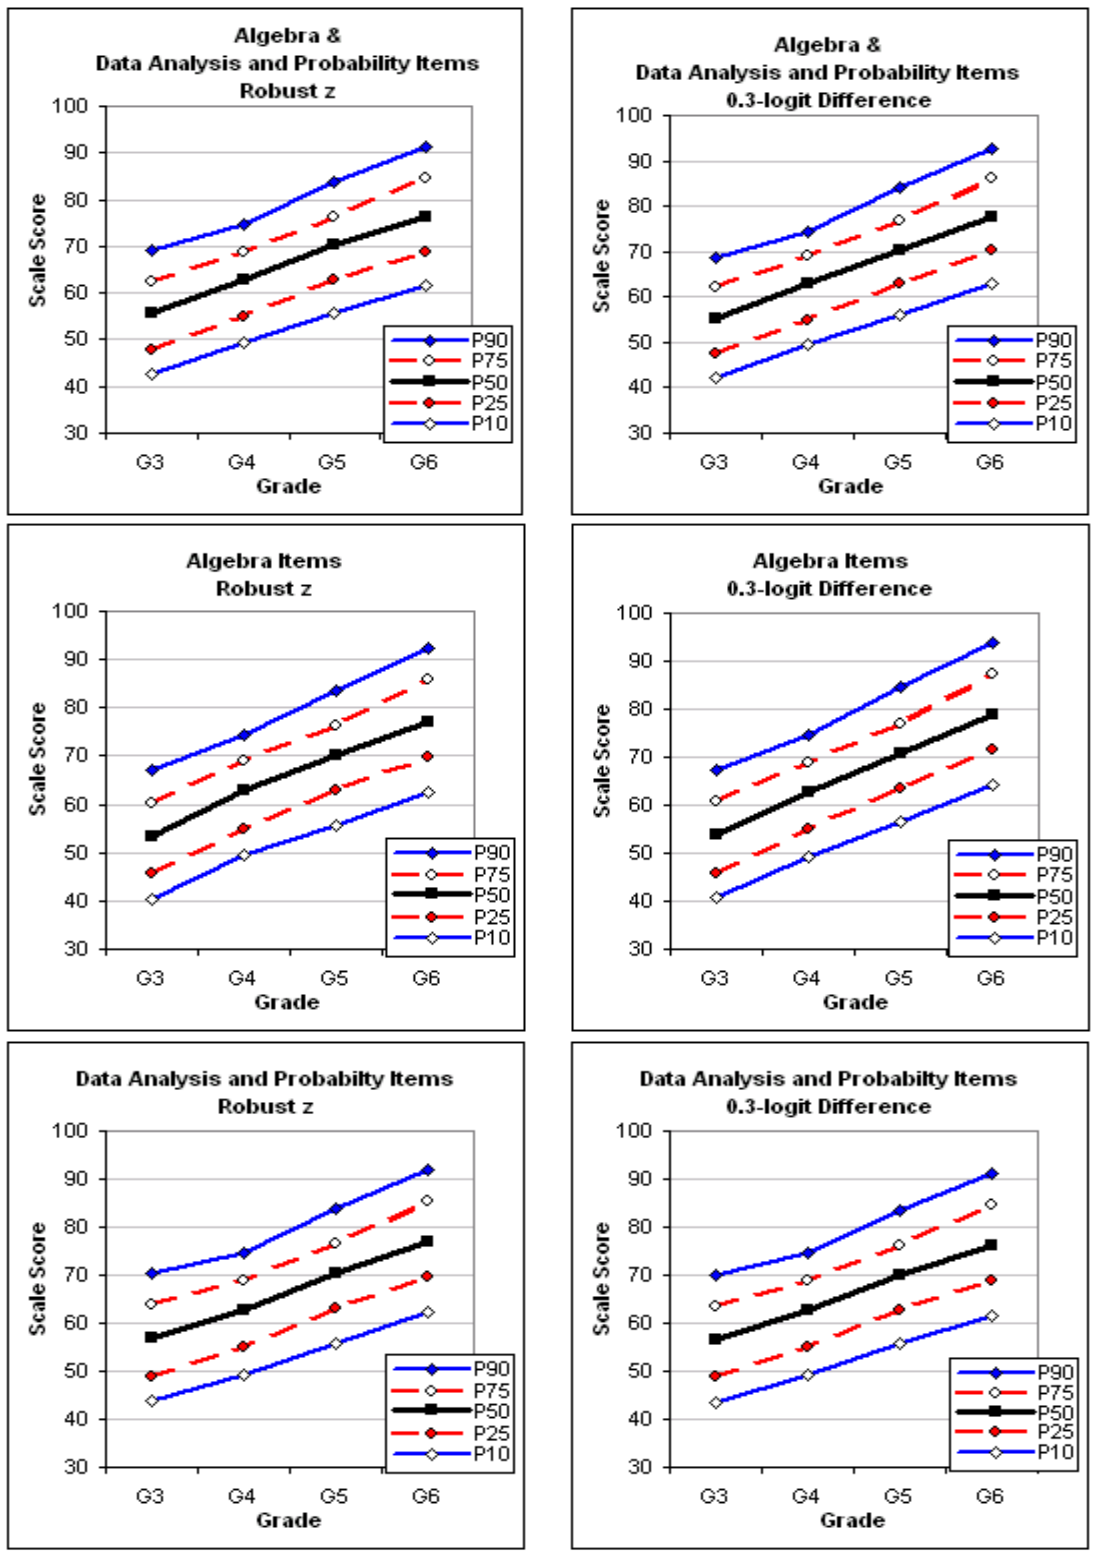 Algebra &
Data Analysis and Probability Items
Robust z
100
90
80
70
60
50
40
30
Scale Score
G3 G4 G5 G6
Grade
P90
P75
P50
P25
P10
Algebra &
Data Analysis and Probability Items
0.3-logit Difference
100
90
80
70
60
50
40
30
Scale Score
G3 G4 G5 G6
Grade
P90
P75
P50
P25
P10
Algebra Items
Robust z
100
90
80
70
60
50
40
30
Scale Score
G3 G4 G5 G6
Grade
P90
P75
P50
P25
P10
Algebra Items
0.3-logit Difference
100
90
80
70
60
50
40
30
Scale Score
G3 G4 G5 G6
Grade
P90
P75
P50
P25
P10
Data Analysis and Probabilty Items
Robust z
100
90
80
70
60
50
40
30
Scale Score
G3 G4 G5 G6
Grade
P90
P75
P50
P25
P10
Data Analysis and Probabilty Items
0.3-logit Difference
100
90
80
70
60
50
40
30
Scale Score
G3 G4 G5 G6
Grade
P90
P75
P50
P25
P10